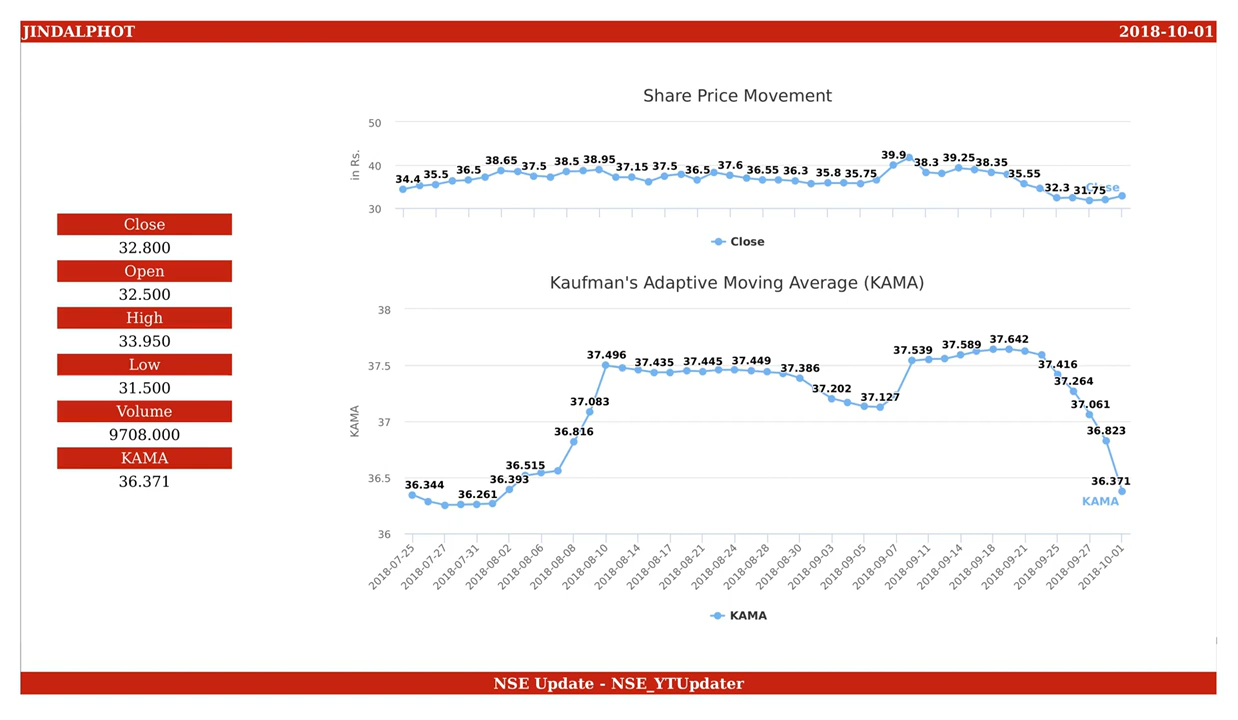 JINDALPHOT 2018-10-01
Close
32.800
Open
32.500
High
33.950
Low
31.500
Volume
9708.000
KAMA
36.371
Share Price Movement
in Rs.
50
40
30
34.4 35.5 36.5 38.65 37.5 38.5 38.95 37.15 37.5 36.5 37.6 36.55 36.3 35.8 35.75 39.9 38.3 39.25 38.35 35.55 32.3 31.75
Close
Close
Kaufman's Adaptive Moving Average (KAMA)
KAMA
38
37.5
37
36.5
36
36.344 36.261 36.393 36.515 36.816 37.083 37.496 37.435 37.445 37.449 37.386 37.202 37.127 37.539 37.589 37.642 37.416 37.264 37.061 36.823 36.371
KAMA
2018-07-25 2018-07-27 2018-07-31 2018-08-02 2018-08-06 2018-08-08 2018-08-10 2018-08-14 2018-08-17 2018-08-21 2018-08-24 2018-08-28 2018-08-30 2018-09-03 2018-09-05 2018-09-07 2018-09-11 2018-09-14 2018-09-18 2018-09-21 2018-09-25 2018-09-27 2018-10-01
KAMA
NSE Update - NSE_YTUpdater